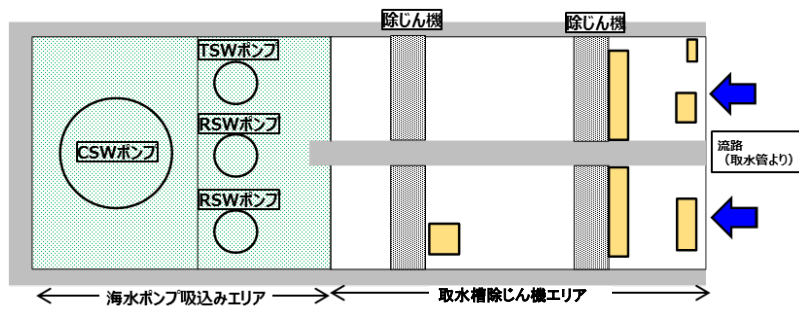 除じん機
除じん機
TSWポンプ
RSWポンプ
CSWポンプ
流路
（取水管より）
RSWポンプ
海水ポンプ吸込みエリア
取水槽除じん機エリア